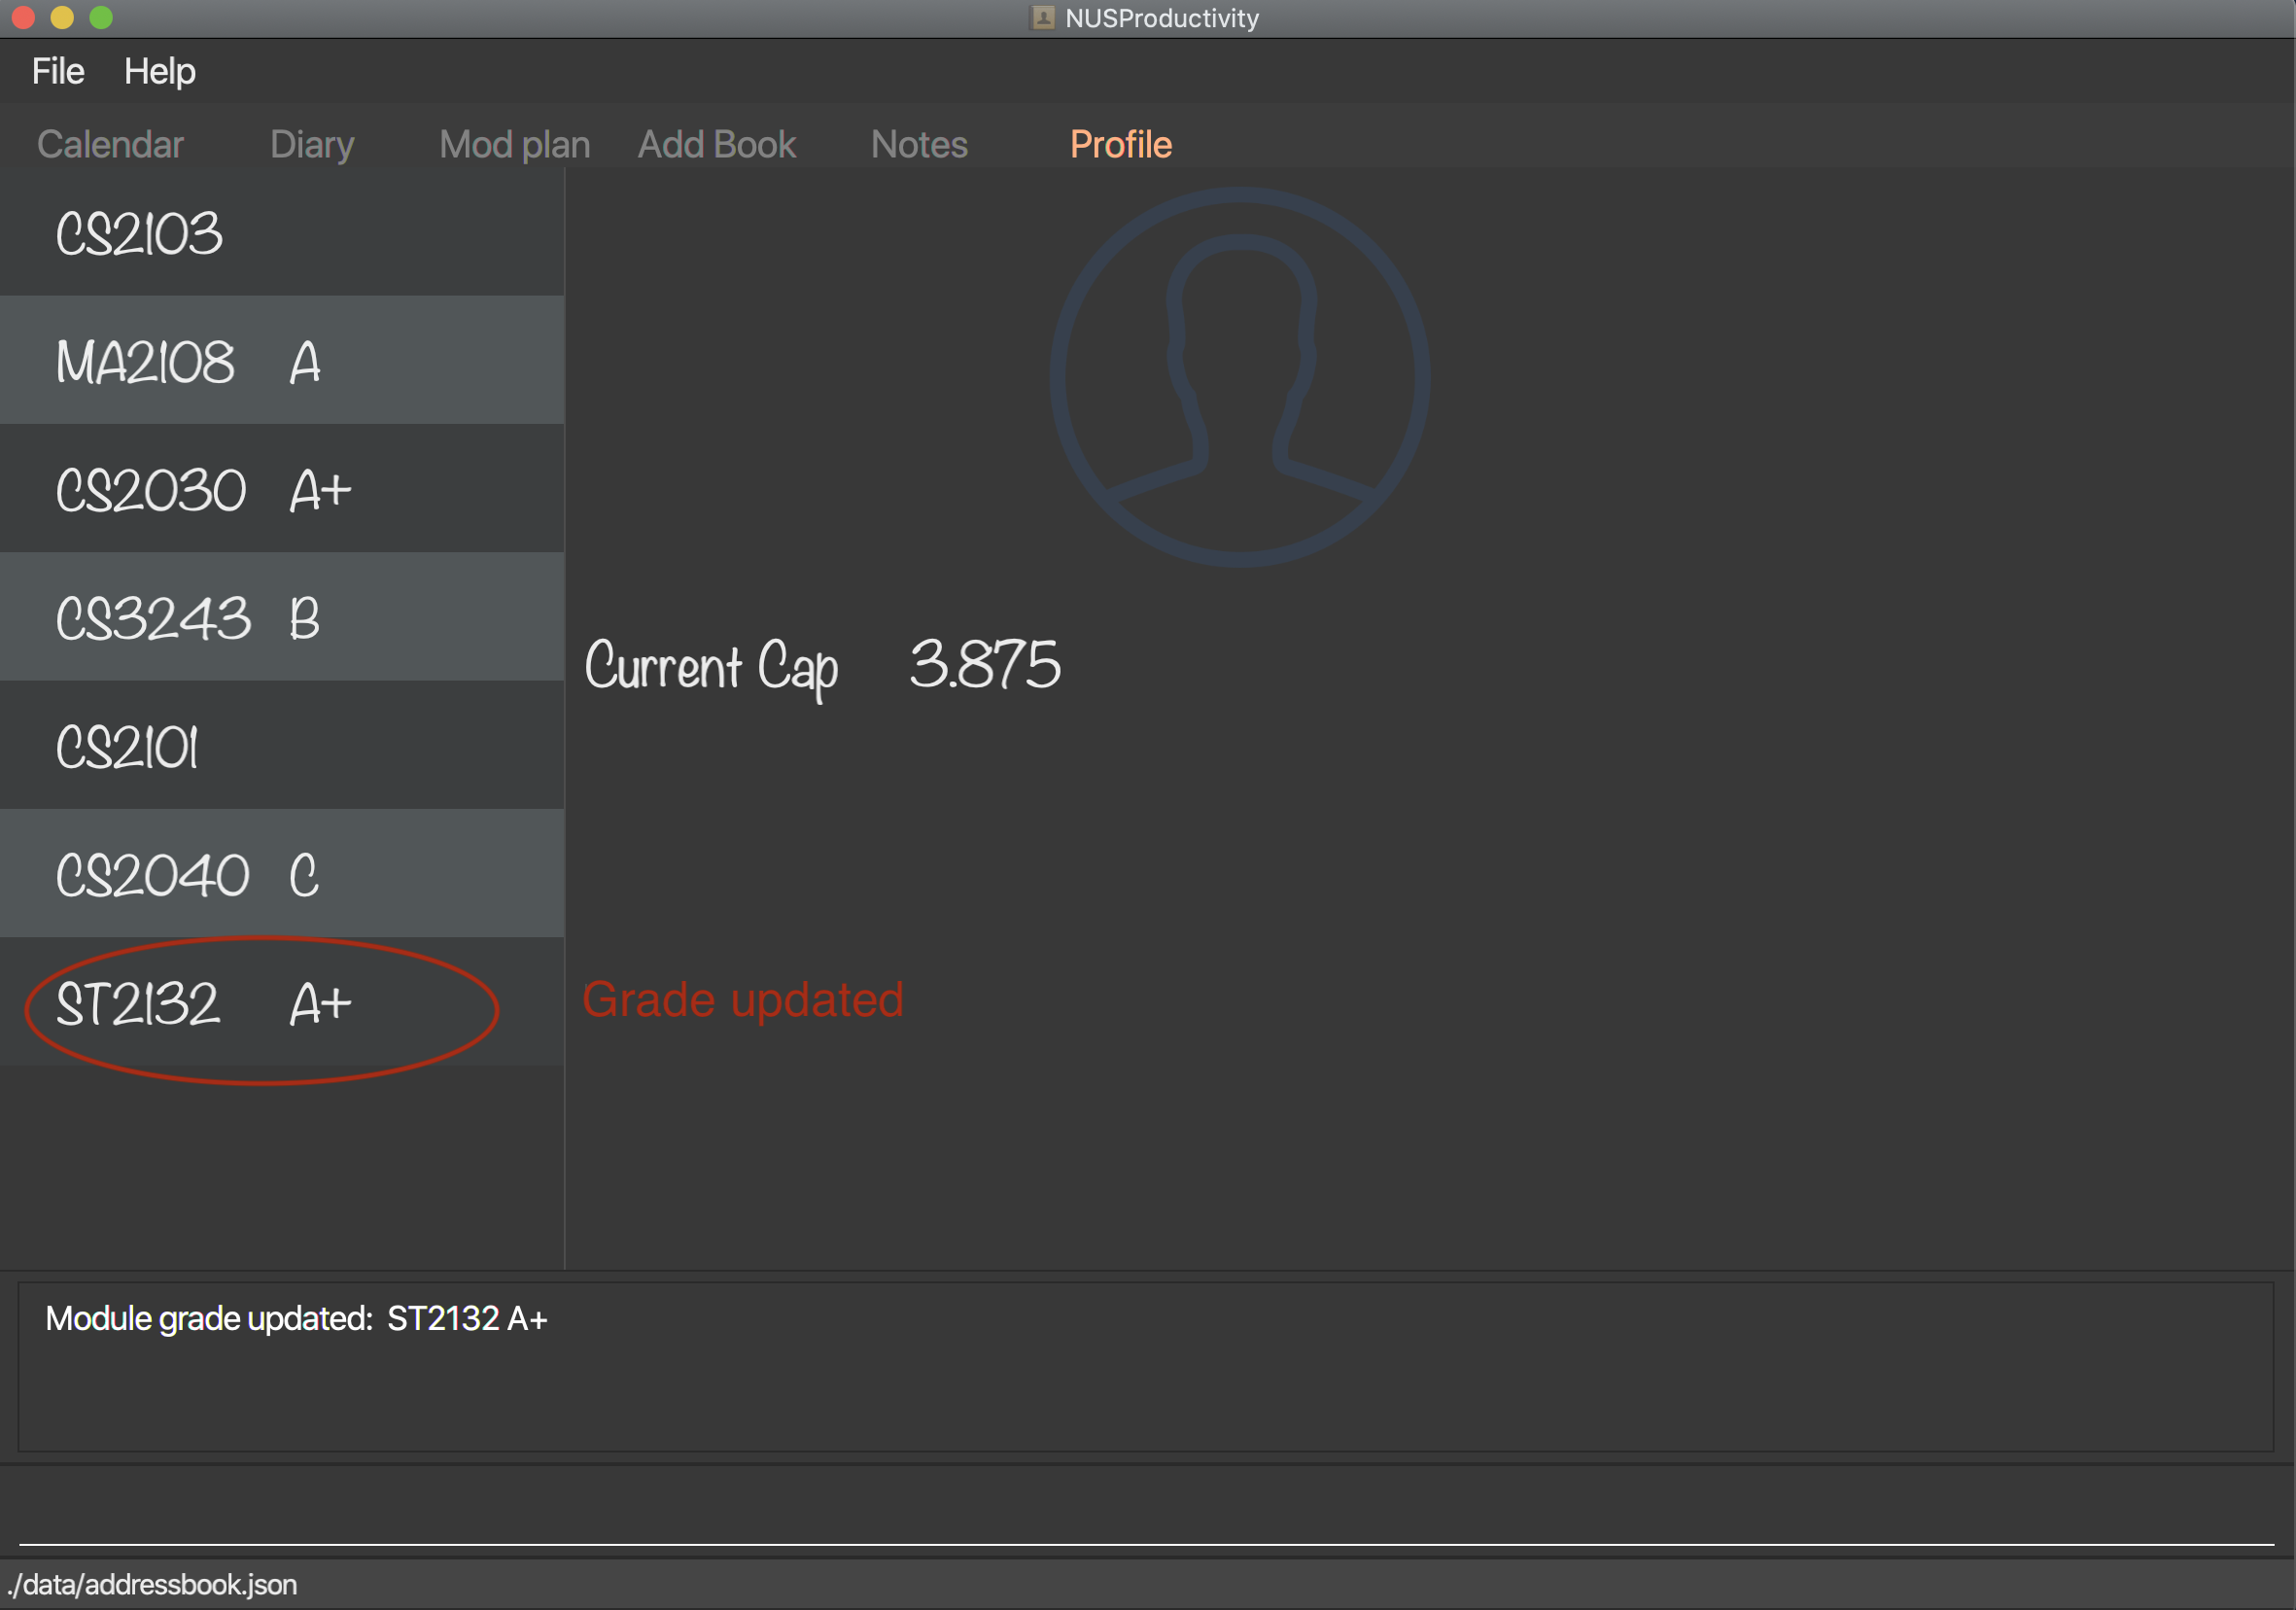 NUSProductivity
File Help
Calendar Diary Mod plan Add Book Notes Profile
CS2103
MA2108 A
CS2030 A+
CS3243 B
CS2101
CS2040 C
ST2132 A+
Current Cap 3.875
Grade updated
Module grade updated: ST2132 A+
./data/addressbook.json